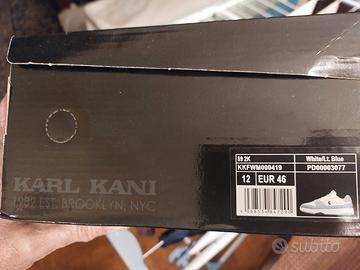 89 2K
White/Lt. Blue
KKFWM000419
PD00003077
12
EUR 46
KARL KANI
1989 EST. BROOKLYN, NYC
subito